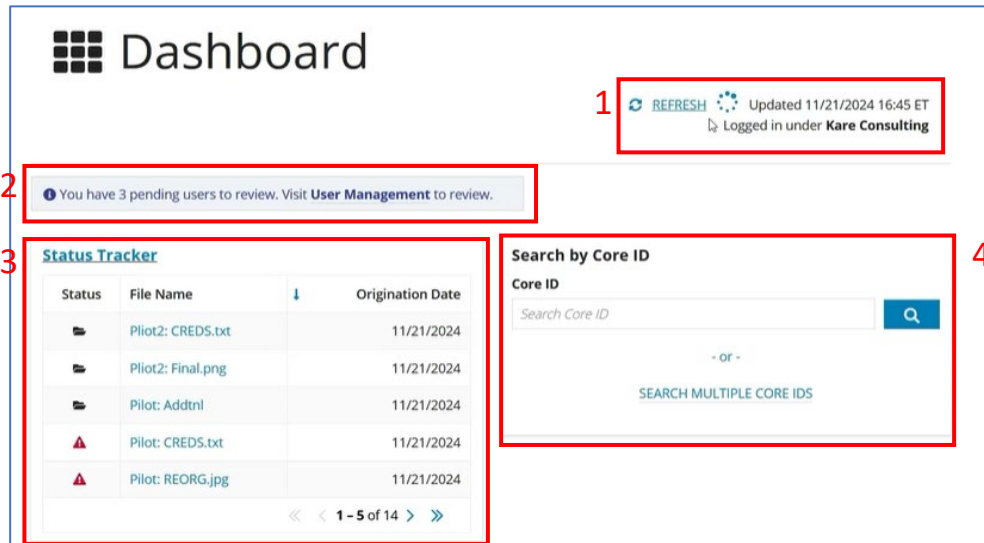 Dashboard
1
REFRESH Updated 11/21/2024 16:45 ET
Logged in under Kare Consulting
2
You have 3 pending users to review. Visit User Management to review.
3
Status Tracker
Status File Name Origination Date
Pliot2: CREDS.txt 11/21/2024
Pliot2: Final.png 11/21/2024
Pilot: Addtnl 11/21/2024
Pilot: CREDS.txt 11/21/2024
Pilot: REORG.jpg 11/21/2024
1 – 5 of 14
4
Search by Core ID
Core ID
Search Core ID
- or -
SEARCH MULTIPLE CORE IDS